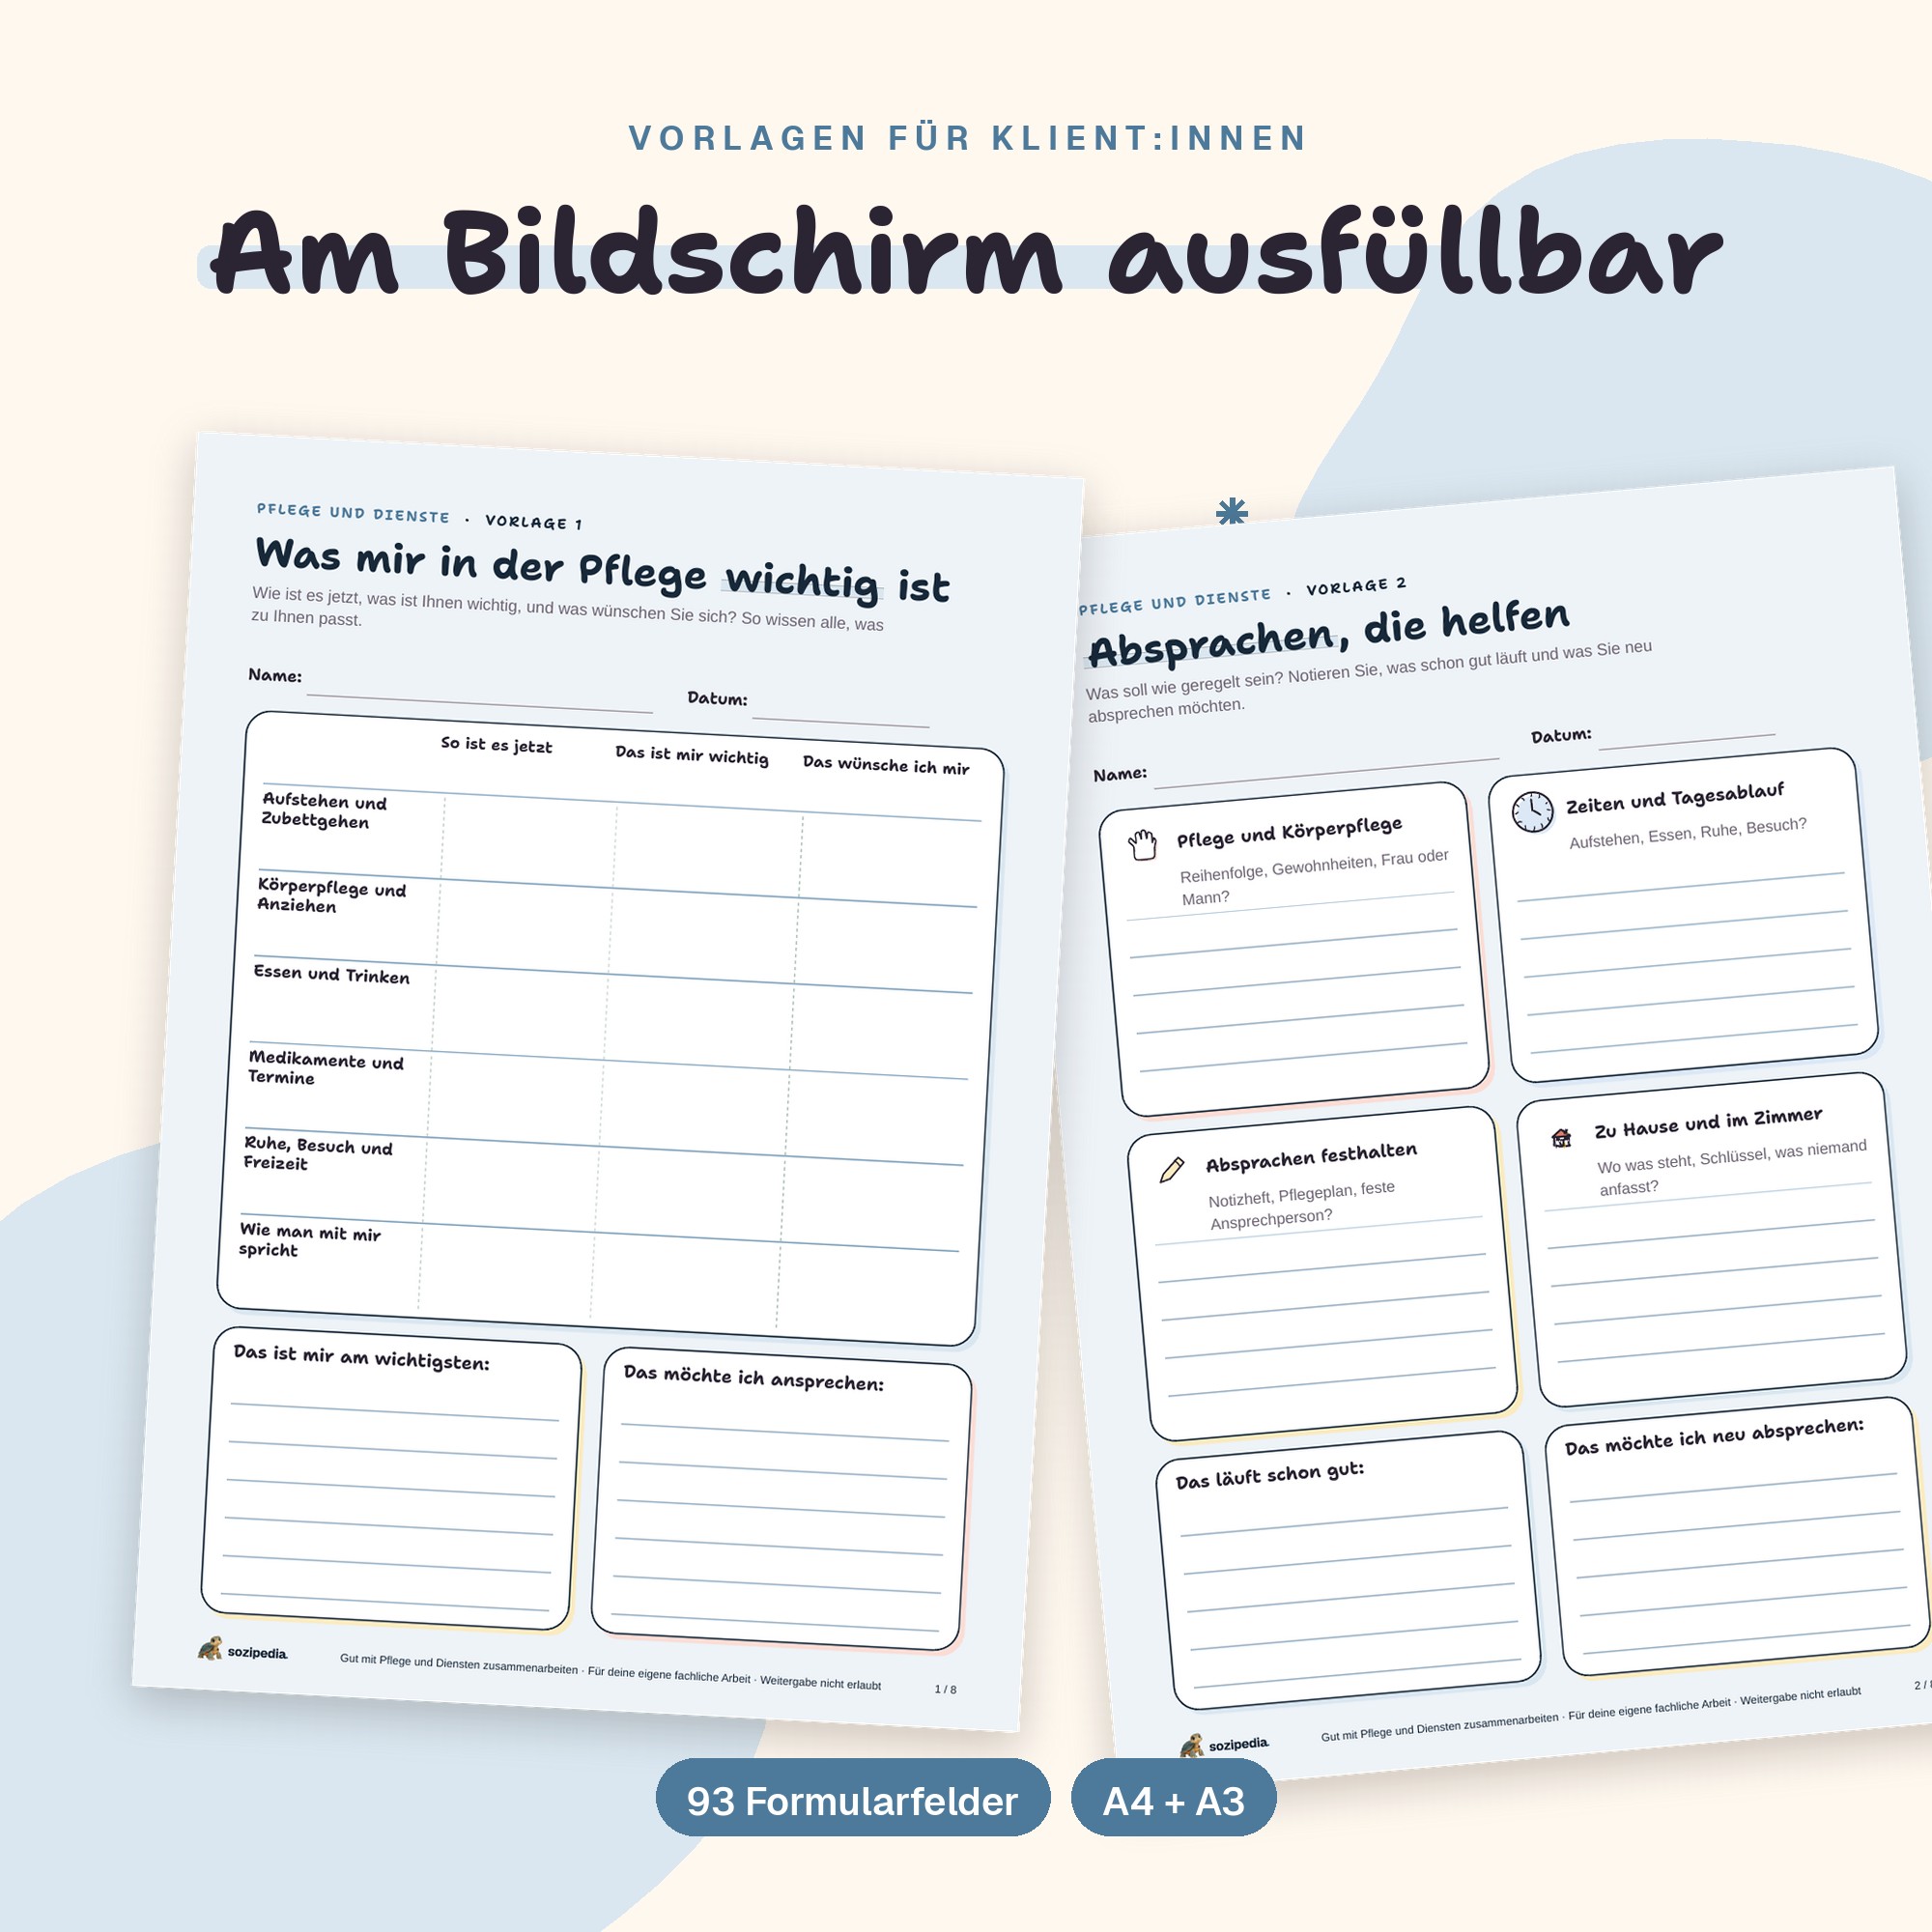 VORLAGEN FÜR KLIENT:INNEN
Am Bildschirm ausfüllbar
PFLEGE UND DIENSTE · VORLAGE 1
Was mir in der Pflege wichtig ist
Wie ist es jetzt, was ist Ihnen wichtig, und was wünschen Sie sich? So wissen alle, was
zu Ihnen passt.
Name:
Datum:
So ist es jetzt
Das ist mir wichtig
Das wünsche ich mir
Aufstehen und
Zubettgehen
Körperpflege und
Anziehen
Essen und Trinken
Medikamente und
Termine
Ruhe, Besuch und
Freizeit
Wie man mit mir
spricht
Das ist mir am wichtigsten:
Das möchte ich ansprechen:
sozipedia.
Gut mit Pflege und Diensten zusammenarbeiten · Für deine eigene fachliche Arbeit · Weitergabe nicht erlaubt
1 / 8
PFLEGE UND DIENSTE · VORLAGE 2
Absprachen, die helfen
Was soll wie geregelt sein? Notieren Sie, was schon gut läuft und was Sie neu
absprechen möchten.
Name:
Datum:
Pflege und Körperpflege
Reihenfolge, Gewohnheiten, Frau oder
Mann?
Zeiten und Tagesablauf
Aufstehen, Essen, Ruhe, Besuch?
Absprachen festhalten
Notizheft, Pflegeplan, feste
Ansprechperson?
Zu Hause und im Zimmer
Wo was steht, Schlüssel, was niemand
anfasst?
Das läuft schon gut:
Das möchte ich neu absprechen:
sozipedia.
Gut mit Pflege und Diensten zusammenarbeiten · Für deine eigene fachliche Arbeit · Weitergabe nicht erlaubt
2 / 8
93 Formularfelder
A4 + A3